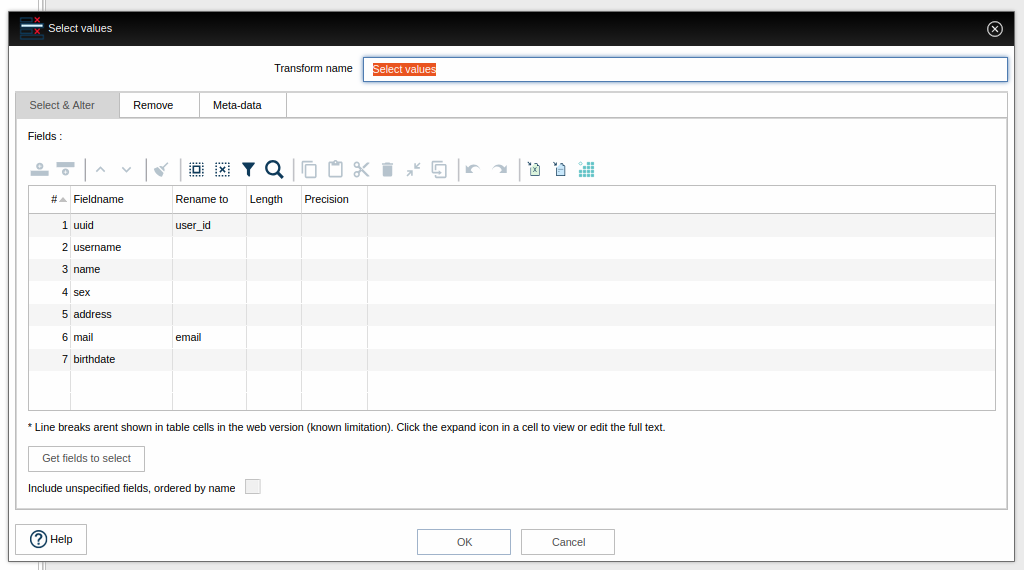 Select values
Transform name Select values
Select & Alter Remove Meta-data
Fields :
# Fieldname Rename to Length Precision
1 uuid user_id
2 username
3 name
4 sex
5 address
6 mail email
7 birthdate
* Line breaks arent shown in table cells in the web version (known limitation). Click the expand icon in a cell to view or edit the full text.
Get fields to select
Include unspecified fields, ordered by name
Help OK Cancel